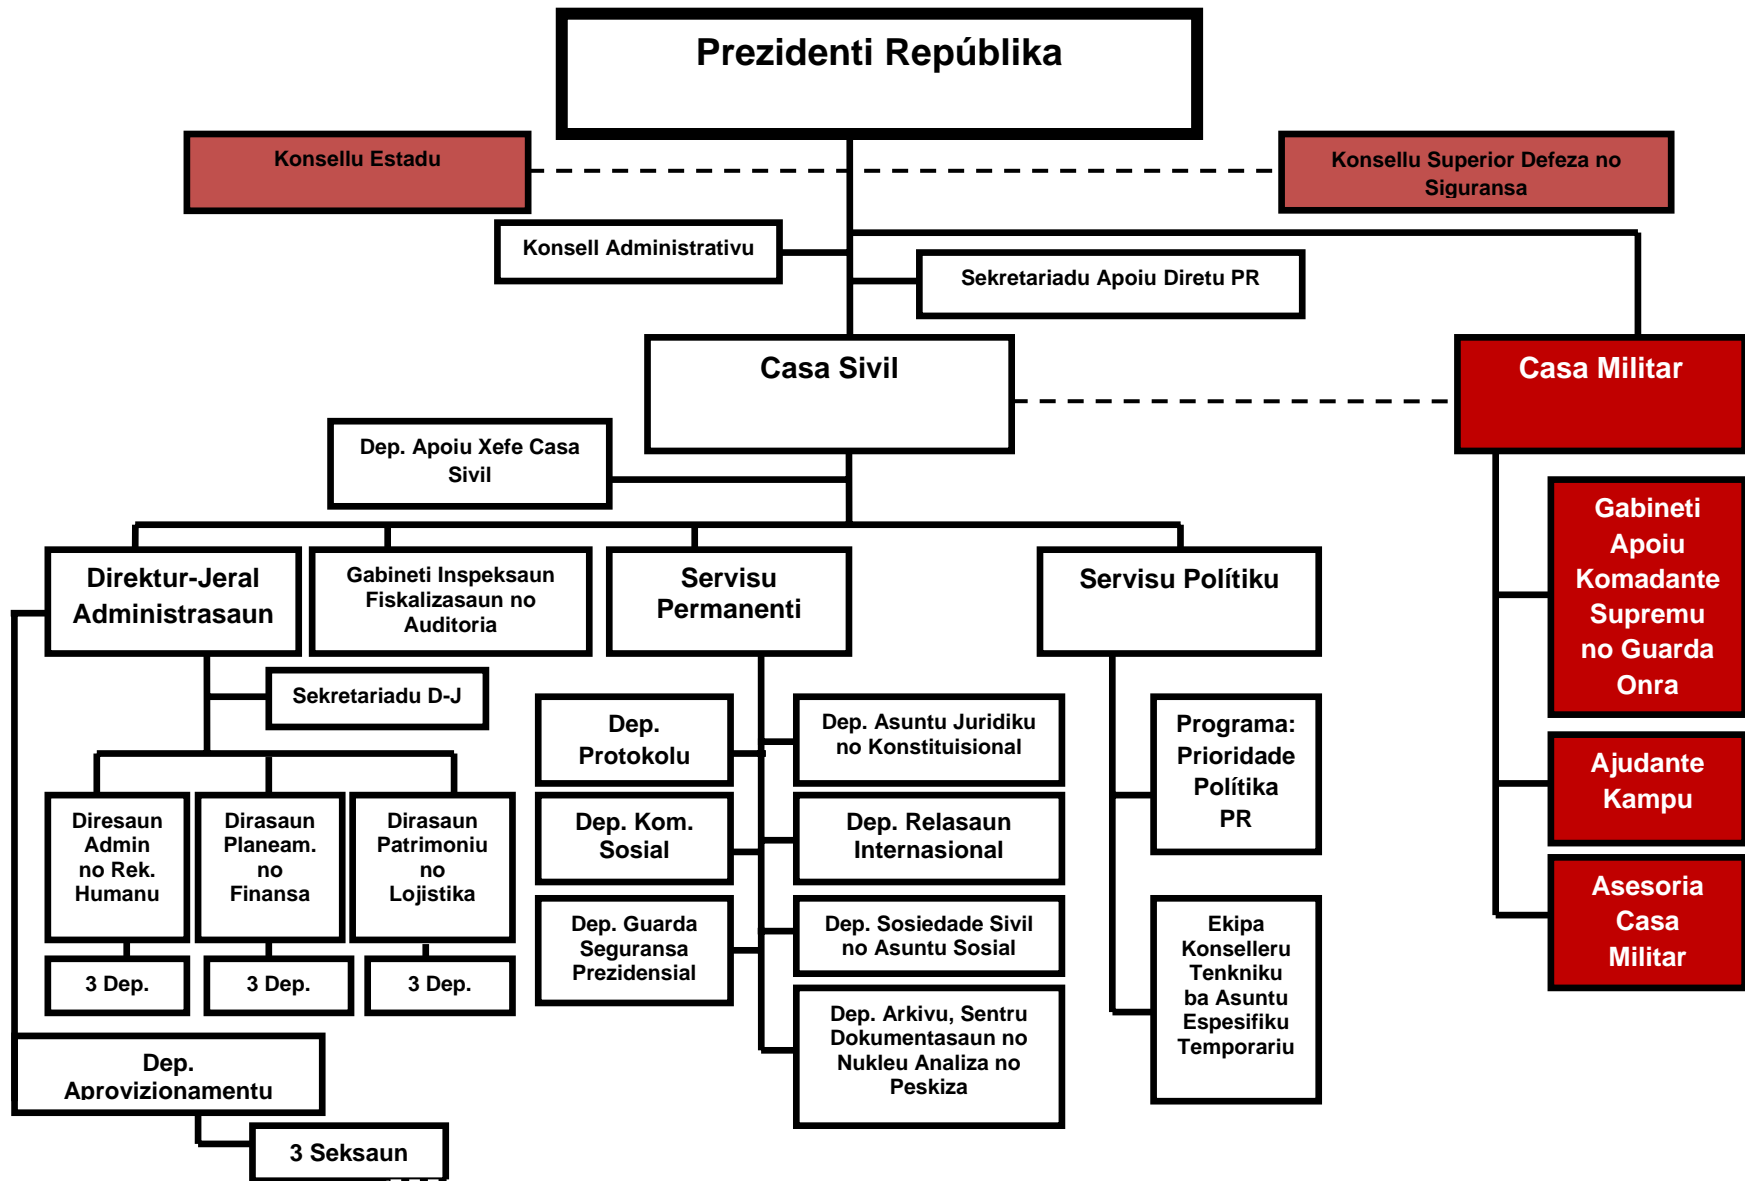 Prezidenti Repúblika
Konsellu Estadu
Konsellu Superior Defeza no
Siguransa
Konsell Administrativu
Sekretariadu Apoiu Diretu PR
Casa Sivil
Casa Militar
Dep. Apoiu Xefe Casa
Sivil
Direktur-Jeral
Administrasaun
Gabineti Inspeksaun
Fiskalizasaun no
Auditoria
Servisu
Permanenti
Servisu Polítiku
Gabineti
Apoiu
Komadante
Supremu
no Guarda
Onra
Sekretariadu D-J
Dep.
Protokolu
Dep. Asuntu Juridiku
no Konstituisional
Programa:
Prioridade
Polítika
PR
Ajudante
Kampu
Diresaun
Admin
no Rek.
Humanu
Dirasaun
Planeam.
no
Finansa
Dirasaun
Patrimoniu
no
Lojistika
Dep. Kom.
Sosial
Dep. Relasaun
Internasional
Asesoria
Casa
Militar
Dep. Guarda
Seguransa
Prezidensial
Dep. Sosiedade Sivil
no Asuntu Sosial
Ekipa
Konselleru
Tenkniku
ba Asuntu
Espesifiku
Temporariu
3 Dep.
3 Dep.
3 Dep.
Dep. Arkivu, Sentru
Dokumentasaun no
Nukleu Analiza no
Peskiza
Dep.
Aprovizionamentu
3 Seksaun